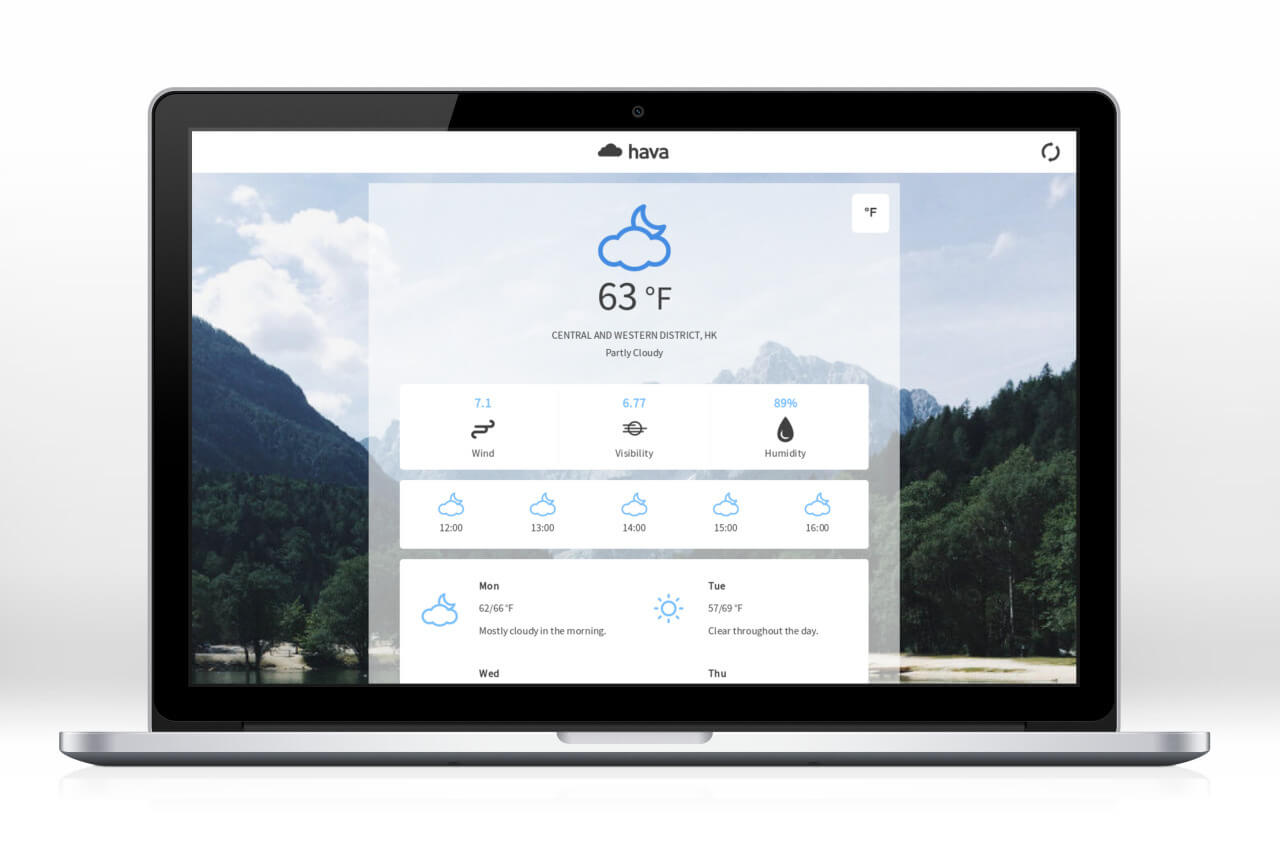 hava
°F
63 °F
CENTRAL AND WESTERN DISTRICT, HK
Partly Cloudy
7.1 6.77 89%
Wind Visibility Humidity
12:00 13:00 14:00 15:00 16:00
Mon Tue
62/66 °F 57/69 °F
Mostly cloudy in the morning. Clear throughout the day.
Wed Thu